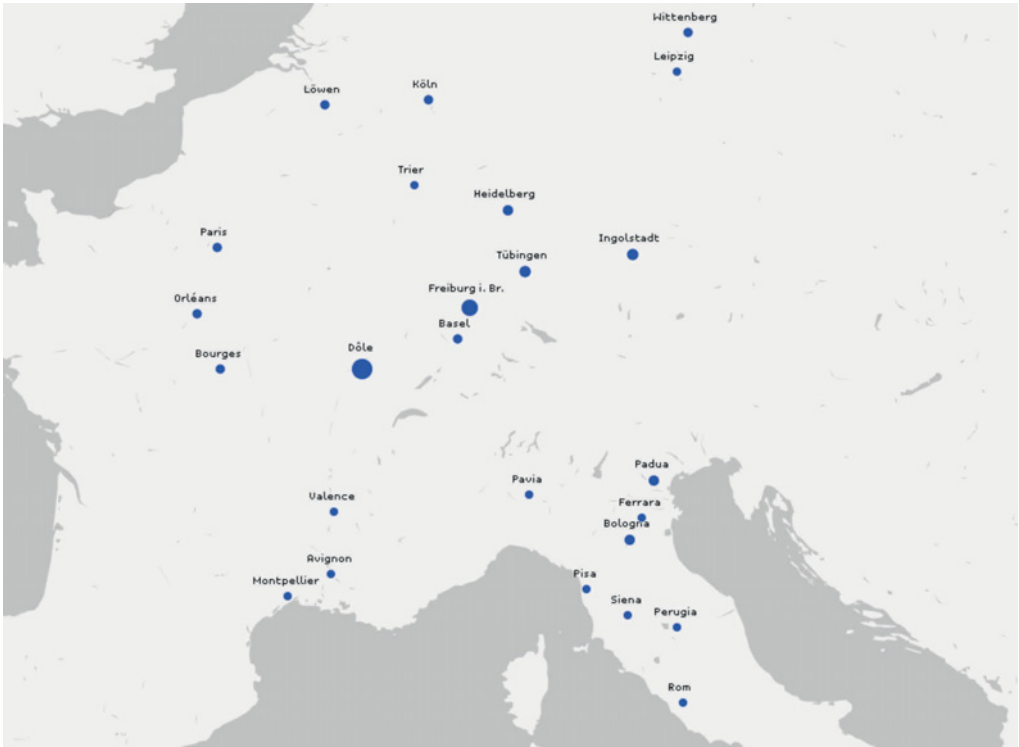 Wittenberg
Leipzig
Köln
Löwen
Trier
Heidelberg
Paris
Ingolstadt
Tübingen
Freiburg i. Br.
Orléans
Basel
Dôle
Bourges
Padua
Pavia
Valence
Ferrara
Bologna
Avignon
Pisa
Montpellier
Siena
Perugia
Rom